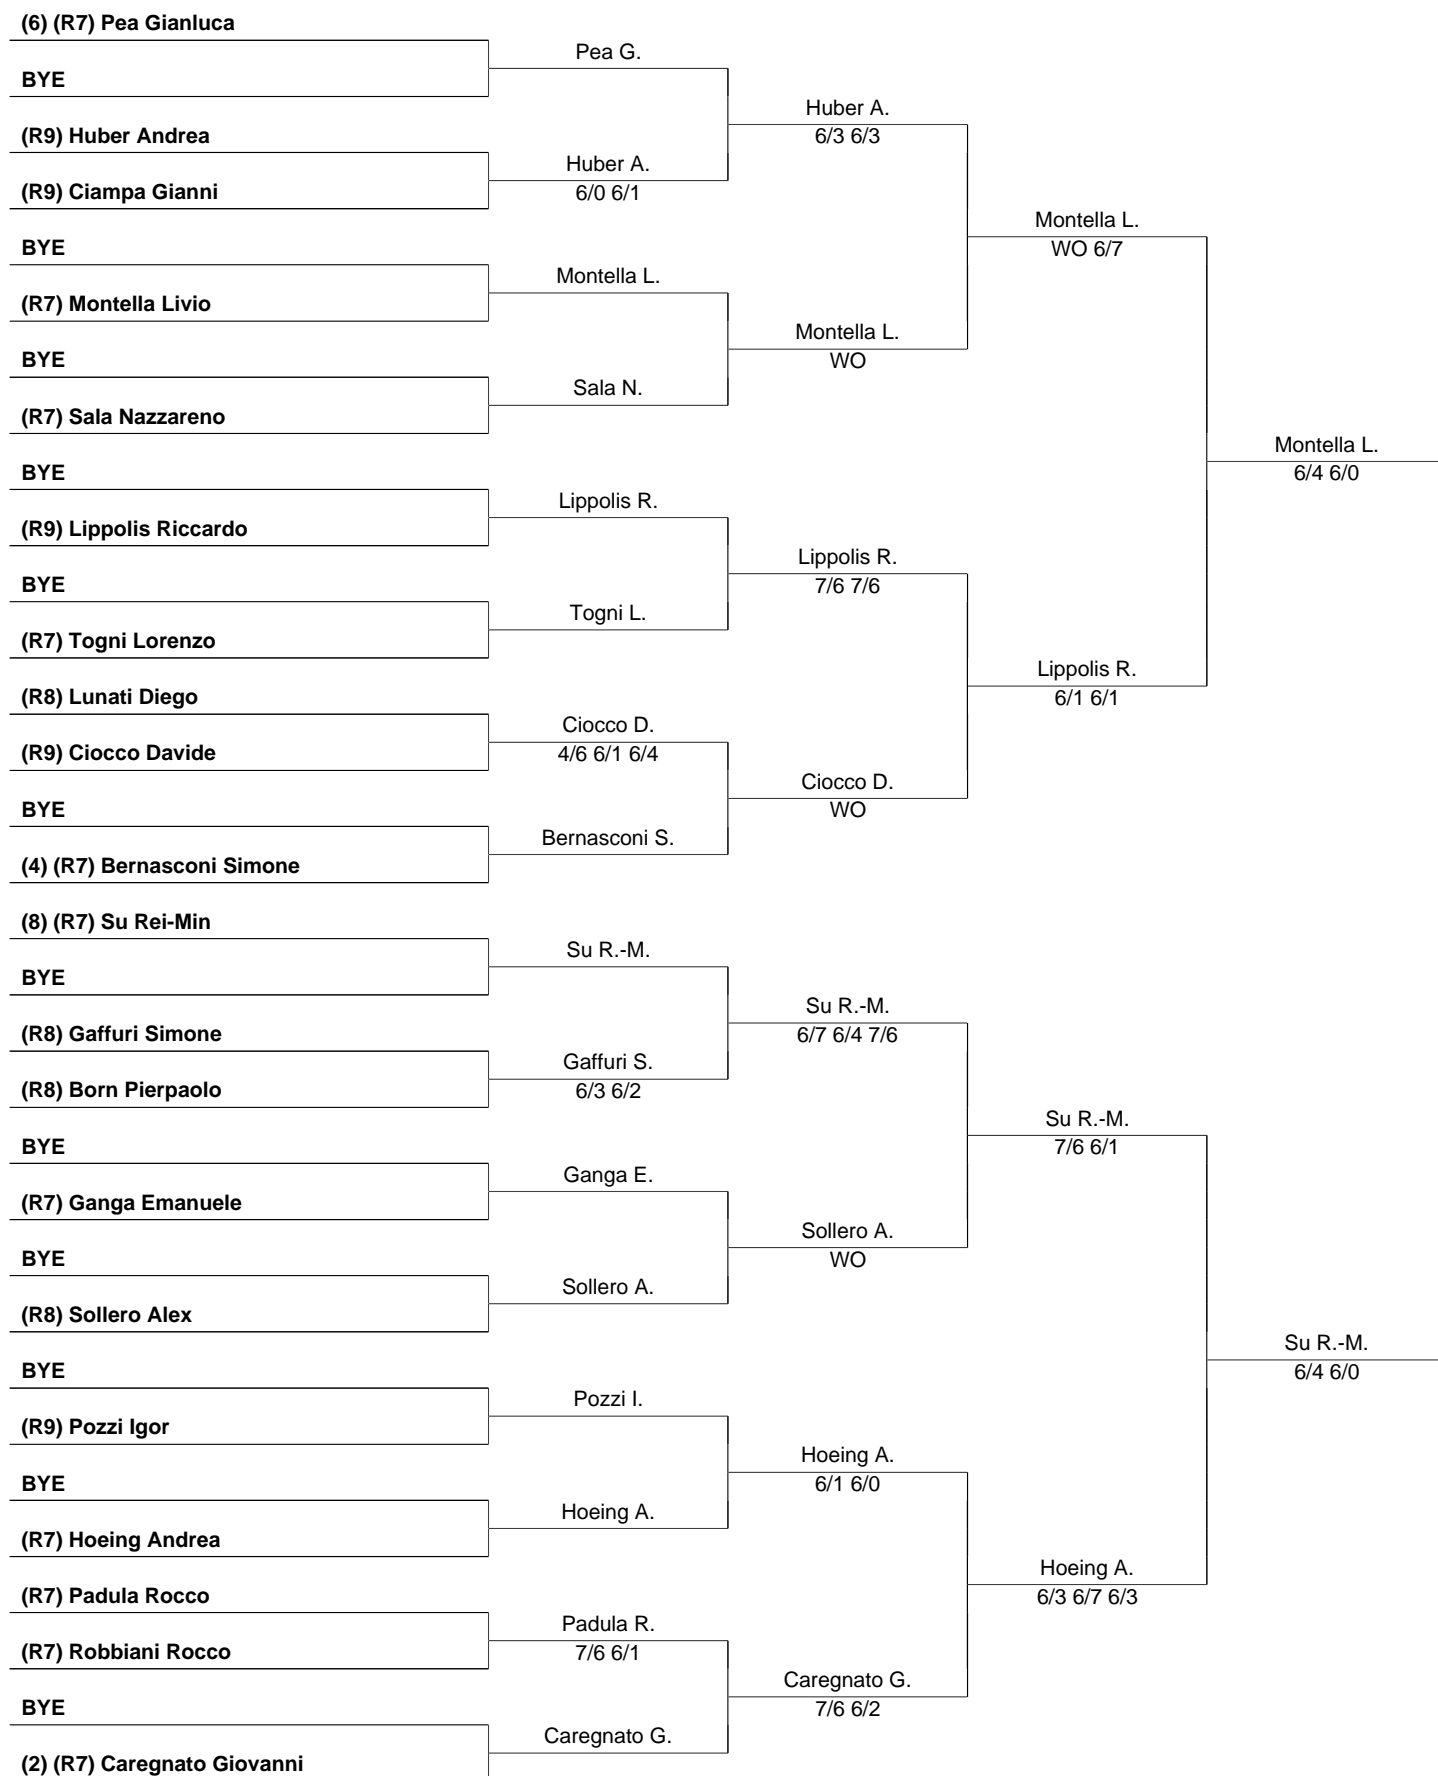 (6) (R7) Pea Gianluca
Pea G.
BYE
Huber A.
(R9) Huber Andrea
6/3 6/3
Huber A.
(R9) Ciampa Gianni
6/0 6/1
Montella L.
BYE
WO 6/7
Montella L.
(R7) Montella Livio
Montella L.
BYE
WO
Sala N.
(R7) Sala Nazzareno
Montella L.
BYE
6/4 6/0
Lippolis R.
(R9) Lippolis Riccardo
Lippolis R.
BYE
7/6 7/6
Togni L.
(R7) Togni Lorenzo
Lippolis R.
(R8) Lunati Diego
6/1 6/1
Ciocco D.
(R9) Ciocco Davide
4/6 6/1 6/4
Ciocco D.
BYE
WO
Bernasconi S.
(4) (R7) Bernasconi Simone
(8) (R7) Su Rei-Min
Su R.-M.
BYE
Su R.-M.
(R8) Gaffuri Simone
6/7 6/4 7/6
Gaffuri S.
(R8) Born Pierpaolo
6/3 6/2
Su R.-M.
BYE
7/6 6/1
Ganga E.
(R7) Ganga Emanuele
Sollero A.
BYE
WO
Sollero A.
(R8) Sollero Alex
Su R.-M.
BYE
6/4 6/0
Pozzi I.
(R9) Pozzi Igor
Hoeing A.
BYE
6/1 6/0
Hoeing A.
(R7) Hoeing Andrea
Hoeing A.
(R7) Padula Rocco
6/3 6/7 6/3
Padula R.
(R7) Robbiani Rocco
7/6 6/1
Caregnato G.
BYE
7/6 6/2
Caregnato G.
(2) (R7) Caregnato Giovanni